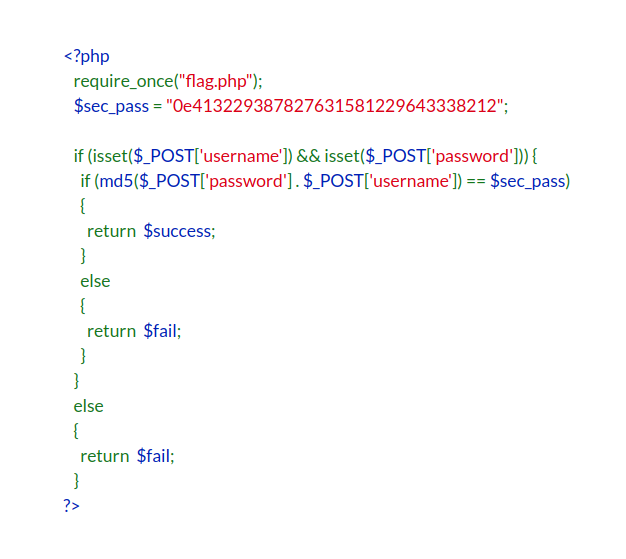 <?php
require_once("flag.php");
$sec_pass = "0e413229387827631581229643338212";
if (isset($_POST['username']) && isset($_POST['password'])) {
if (md5($_POST['password'] . $_POST['username']) == $sec_pass)
{
return $success;
}
else
{
return $fail;
}
}
else
{
return $fail;
}
?>